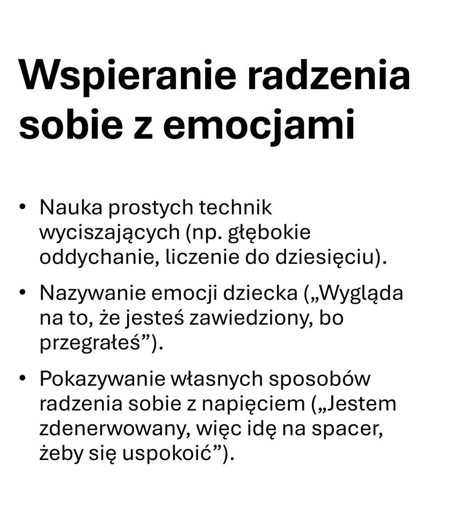 Wspieranie radzenia
sobie z emocjami
• Nauka prostych technik
wyciszających (np. głębokie
oddychanie, liczenie do dziesięciu).
• Nazywanie emocji dziecka („Wygląda
na to, że jesteś zawiedziony, bo
przegrałeś”).
• Pokazywanie własnych sposobów
radzenia sobie z napięciem („Jestem
zdenerwowany, więc idę na spacer,
żeby się uspokoić”).